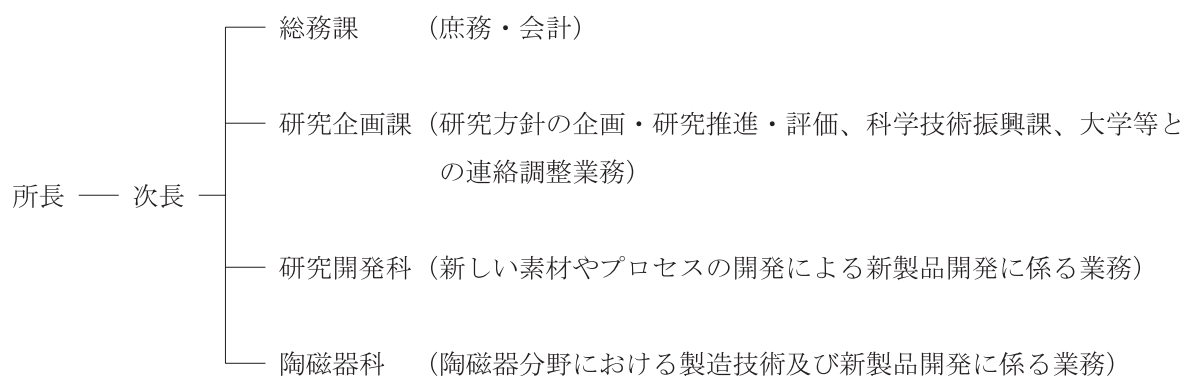 総務課 （庶務・会計）
研究企画課（研究方針の企画・研究推進・評価、科学技術振興課、大学等と
の連絡調整業務）
所長 次長
研究開発科（新しい素材やプロセスの開発による新製品開発に係る業務）
陶磁器科 （陶磁器分野における製造技術及び新製品開発に係る業務）